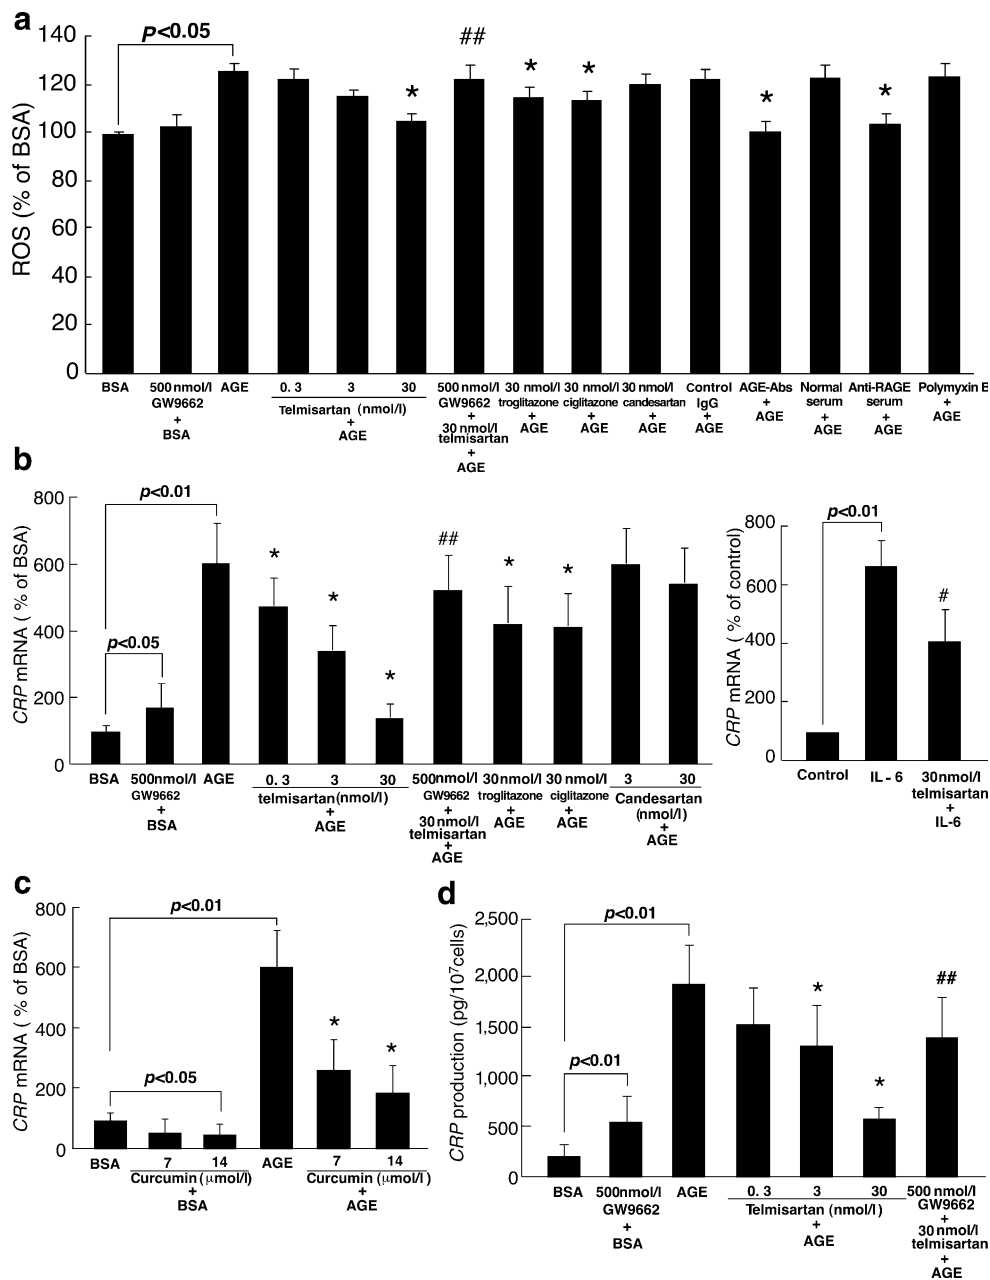 a
ROS (% of BSA)
140
120
100
80
60
40
20
0
P<0.05
*
##
*
*
*
*
BSA
500 nmol/l
GW9662
+
BSA
AGE
0. 3
3
30
Telmisartan (nmol/l)
+
AGE
500 nmol/l
GW9662
+
30 nmol/l
telmisartan
+
AGE
30 nmol/l
troglitazone
+
AGE
30 nmol/l
ciglitazone
+
AGE
30 nmol/l
candesartan
+
AGE
Control
IgG
+
AGE
AGE-Abs
+
AGE
Normal
serum
+
AGE
Anti-RAGE
serum
+
AGE
Polymyxin B
+
AGE
b
CRP mRNA ( % of BSA)
800
600
400
200
0
p<0.01
p<0.05
*
*
*
##
*
*
BSA
500nmol/l
GW9662
+
BSA
AGE
0. 3
3
30
telmisartan(nmol/l)
+
AGE
500nmol/l
GW9662
+
30 nmol/l
telmisartan
+
AGE
30nmol/l
troglitazone
+
AGE
30 nmol/l
ciglitazone
+
AGE
3
30
Candesartan
(nmol/l)
+
AGE
CRP mRNA ( % of control)
800
600
400
200
0
p<0.01
#
Control
IL - 6
30nmol/l
telmisartan
+
IL-6
c
CRP mRNA ( % of BSA)
800
600
400
200
0
p<0.01
p<0.05
*
*
BSA
7
14
Curcumin (μmol/l)
+
BSA
AGE
7
14
Curcumin (μmol/l )
+
AGE
d
CRP production (pg/10⁷cells)
2,500
2,000
1,500
1,000
500
0
p<0.01
p<0.01
*
*
##
BSA
500nmol/l
GW9662
+
BSA
AGE
0. 3
3
30
Telmisartan (nmol/l )
+
AGE
500 nmol/l
GW9662
+
30 nmol/l
telmisartan
+
AGE